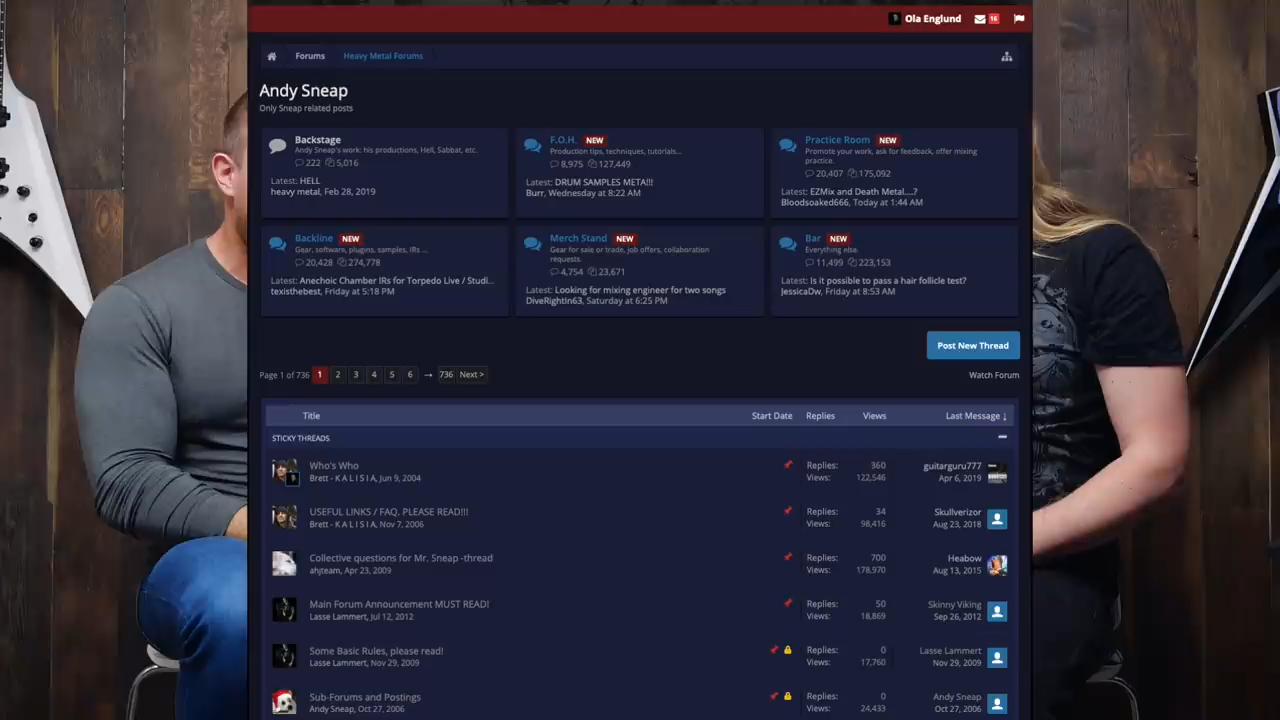 Ola Englund 16
Forums Heavy Metal Forums
Andy Sneap
Only Sneap related posts
Backstage
Andy Sneap's work: his productions, Hell, Sabbat, etc.
222 5,016
Latest: HELL
heavy metal, Feb 28, 2019
F.O.H. NEW
Production tips, techniques, tutorials...
8,975 127,449
Latest: DRUM SAMPLES META!!!
Burr, Wednesday at 8:22 AM
Practice Room NEW
Promote your work, ask for feedback, offer mixing
practice.
20,407 175,092
Latest: EZMix and Death Metal....?
Bloodsoaked666, Today at 1:44 AM
Backline NEW
Gear, software, plugins, samples, IRs ...
20,428 274,778
Latest: Anechoic Chamber IRs for Torpedo Live / Studi...
texisthebest, Friday at 5:18 PM
Merch Stand NEW
Gear for sale or trade, job offers, collaboration
requests.
4,754 23,671
Latest: Looking for mixing engineer for two songs
DiveRightIn63, Saturday at 6:25 PM
Bar NEW
Everything else.
11,499 223,153
Latest: Is it possible to pass a hair follicle test?
JessicaDw, Friday at 8:53 AM
Post New Thread
Page 1 of 736 1 2 3 4 5 6 → 736 Next >
Watch Forum
Title Start Date Replies Views Last Message ↓
STICKY THREADS
Who's Who Replies: 360 guitarguru777
Brett - K A L I S I A, Jun 9, 2004 Views: 122,546 Apr 6, 2019
USEFUL LINKS / FAQ. PLEASE READ!!! Replies: 34 Skullverizor
Brett - K A L I S I A, Nov 7, 2006 Views: 98,416 Aug 23, 2018
Collective questions for Mr. Sneap -thread Replies: 700 Heabow
ahjteam, Apr 23, 2009 Views: 178,970 Aug 13, 2015
Main Forum Announcement MUST READ! Replies: 50 Skinny Viking
Lasse Lammert, Jul 12, 2012 Views: 18,869 Sep 26, 2012
Some Basic Rules, please read! Replies: 0 Lasse Lammert
Lasse Lammert, Nov 29, 2009 Views: 17,760 Nov 29, 2009
Sub-Forums and Postings Replies: 0 Andy Sneap
Andy Sneap, Oct 27, 2006 Views: 24,433 Oct 27, 2006